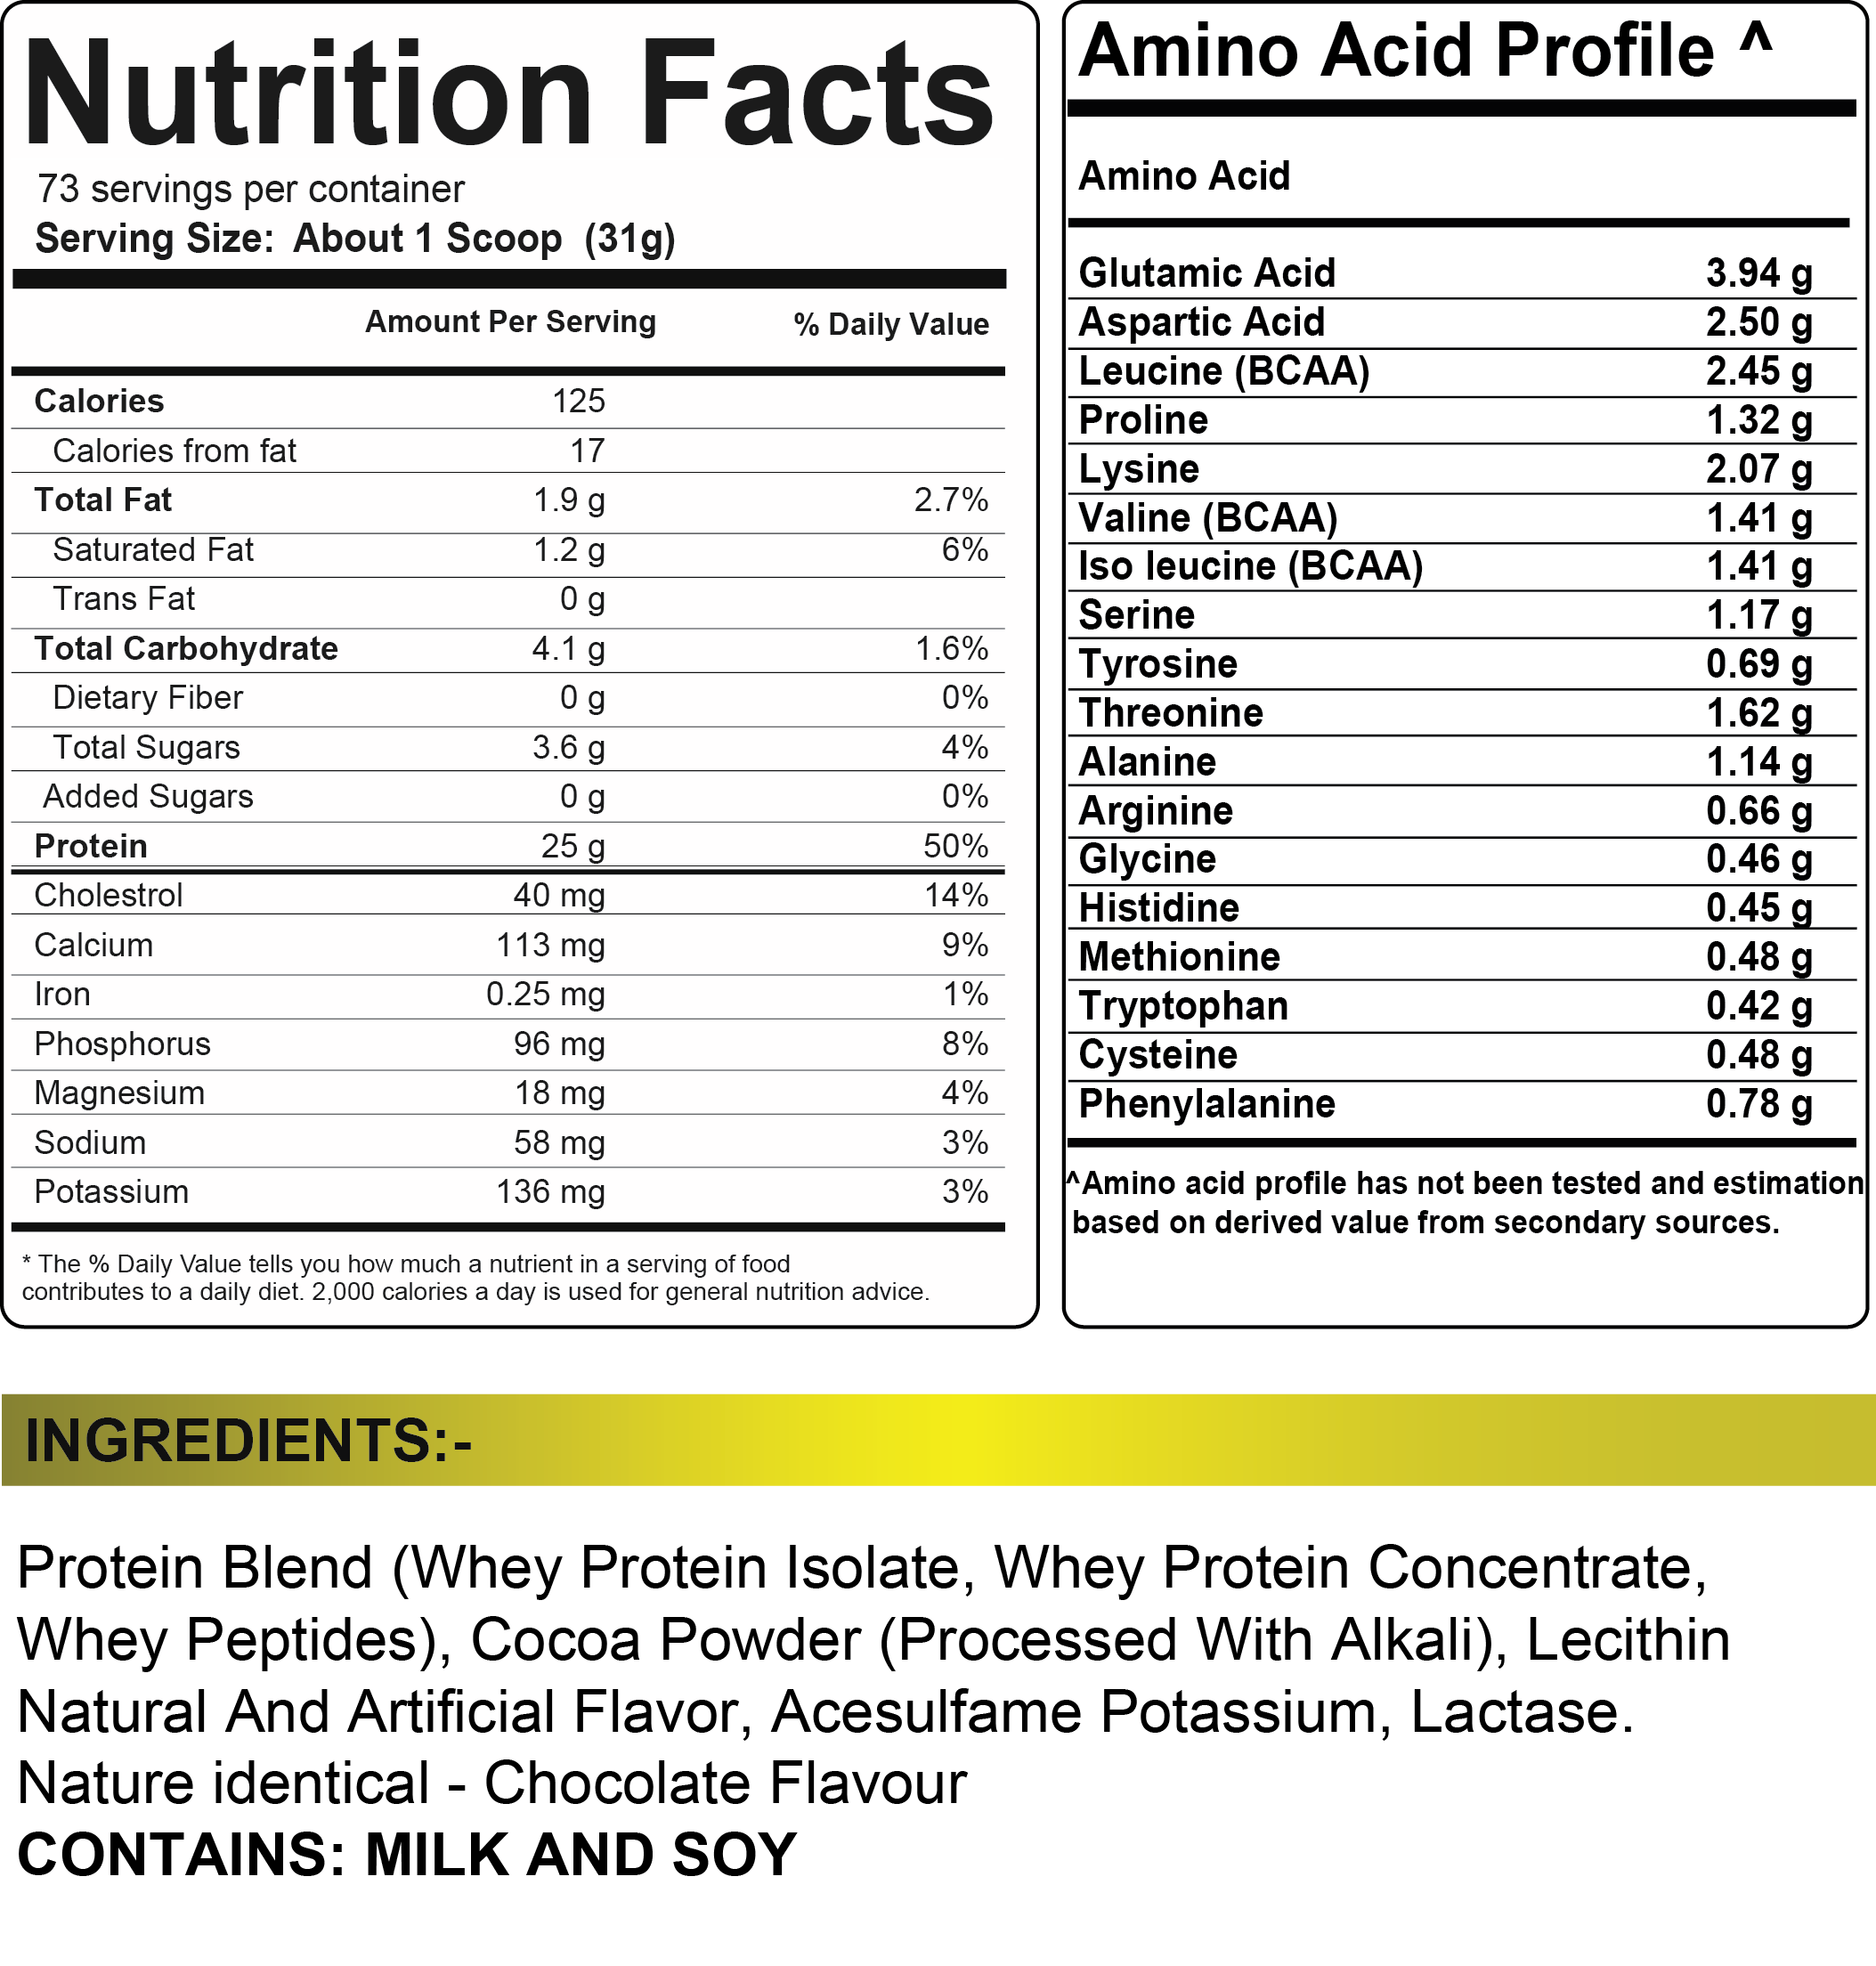 Nutrition Facts
73 servings per container
Serving Size: About 1 Scoop (31g)
Amount Per Serving % Daily Value
Calories 125
Calories from fat 17
Total Fat 1.9 g 2.7%
Saturated Fat 1.2 g 6%
Trans Fat 0 g
Total Carbohydrate 4.1 g 1.6%
Dietary Fiber 0 g 0%
Total Sugars 3.6 g 4%
Added Sugars 0 g 0%
Protein 25 g 50%
Cholestrol 40 mg 14%
Calcium 113 mg 9%
Iron 0.25 mg 1%
Phosphorus 96 mg 8%
Magnesium 18 mg 4%
Sodium 58 mg 3%
Potassium 136 mg 3%
* The % Daily Value tells you how much a nutrient in a serving of food
contributes to a daily diet. 2,000 calories a day is used for general nutrition advice.
Amino Acid Profile ^
Amino Acid
Glutamic Acid 3.94 g
Aspartic Acid 2.50 g
Leucine (BCAA) 2.45 g
Proline 1.32 g
Lysine 2.07 g
Valine (BCAA) 1.41 g
Iso leucine (BCAA) 1.41 g
Serine 1.17 g
Tyrosine 0.69 g
Threonine 1.62 g
Alanine 1.14 g
Arginine 0.66 g
Glycine 0.46 g
Histidine 0.45 g
Methionine 0.48 g
Tryptophan 0.42 g
Cysteine 0.48 g
Phenylalanine 0.78 g
^Amino acid profile has not been tested and estimation
based on derived value from secondary sources.
INGREDIENTS:-
Protein Blend (Whey Protein Isolate, Whey Protein Concentrate,
Whey Peptides), Cocoa Powder (Processed With Alkali), Lecithin
Natural And Artificial Flavor, Acesulfame Potassium, Lactase.
Nature identical - Chocolate Flavour
CONTAINS: MILK AND SOY